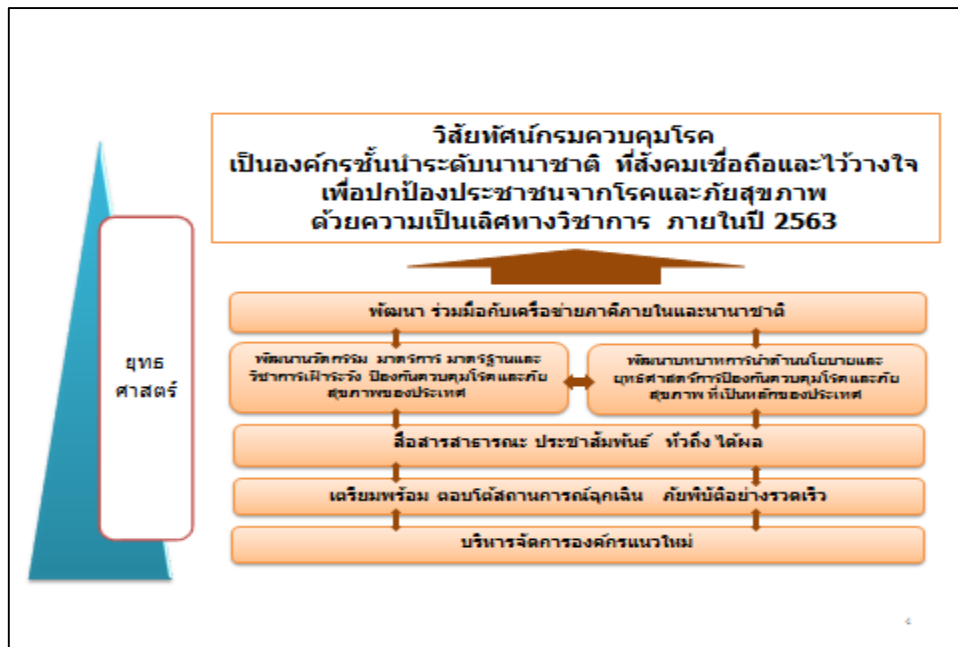 วิสัยทัศน์กรมควบคุมโรค
เป็นองค์กรชั้นนำระดับนานาชาติ ที่สังคมเชื่อถือและไว้วางใจ
เพื่อปกป้องประชาชนจากโรคและภัยสุขภาพ
ด้วยความเป็นเลิศทางวิชาการ ภายในปี 2563
ยุทธ
ศาสตร์
พัฒนา ร่วมมือกับเครือข่ายภาคีภายในและนานาชาติ
พัฒนานวัตกรรม มาตรการ มาตรฐานและ
วิชาการเฝ้าระวัง ป้องกันควบคุมโรคและภัย
สุขภาพของประเทศ
พัฒนาบทบาทการนำด้านนโยบายและ
ยุทธศาสตร์การป้องกันควบคุมโรคและภัย
สุขภาพ ที่เป็นหลักของประเทศ
สื่อสารสาธารณะ ประชาสัมพันธ์ ทั่วถึง ได้ผล
เตรียมพร้อม ตอบโต้สถานการณ์ฉุกเฉิน ภัยพิบัติอย่างรวดเร็ว
บริหารจัดการองค์กรแนวใหม่